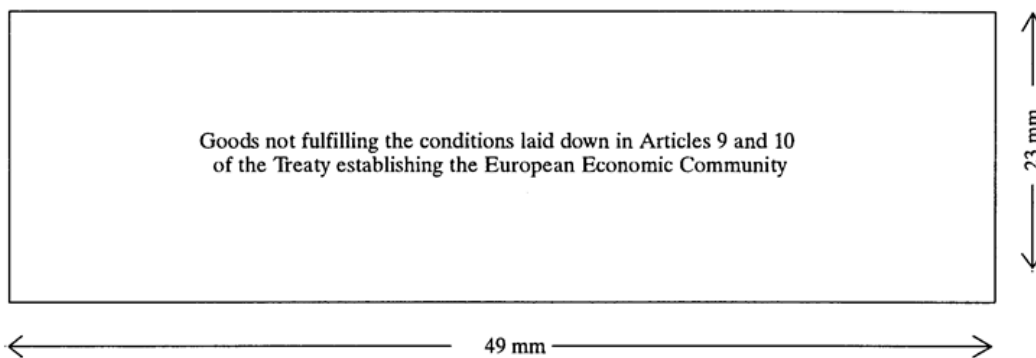 Goods not fulfilling the conditions laid down in Articles 9 and 10
of the Treaty establishing the European Economic Community
23 mm
49 mm